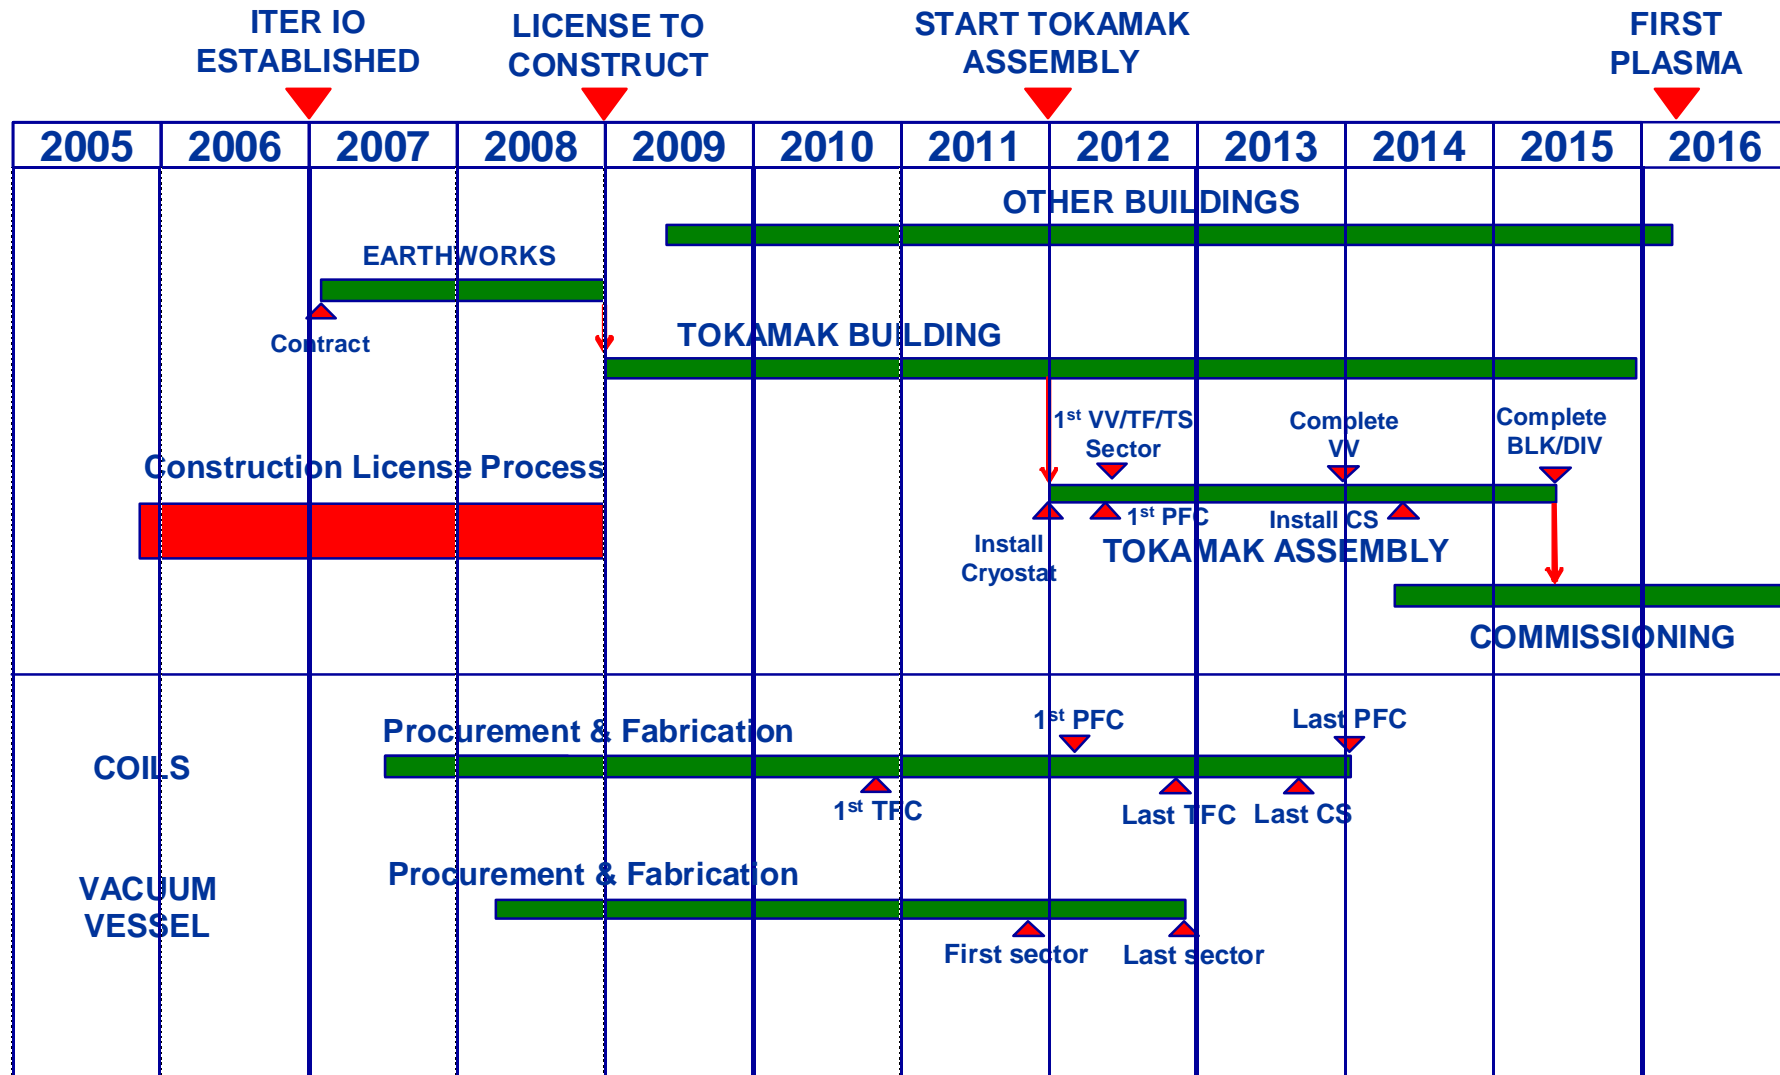 ITER IO
ESTABLISHED
LICENSE TO
CONSTRUCT
START TOKAMAK
ASSEMBLY
FIRST
PLASMA
2005 2006 2007 2008 2009 2010 2011 2012 2013 2014 2015 2016
OTHER BUILDINGS
EARTHWORKS
Contract
TOKAMAK BUILDING
1st VV/TF/TS
Sector
Complete
VV
Complete
BLK/DIV
Construction License Process
1st PFC
Install CS
Install
Cryostat
TOKAMAK ASSEMBLY
COMMISSIONING
Procurement & Fabrication
1st PFC
Last PFC
COILS
1st TFC
Last TFC
Last CS
Procurement & Fabrication
VACUUM
VESSEL
First sector
Last sector